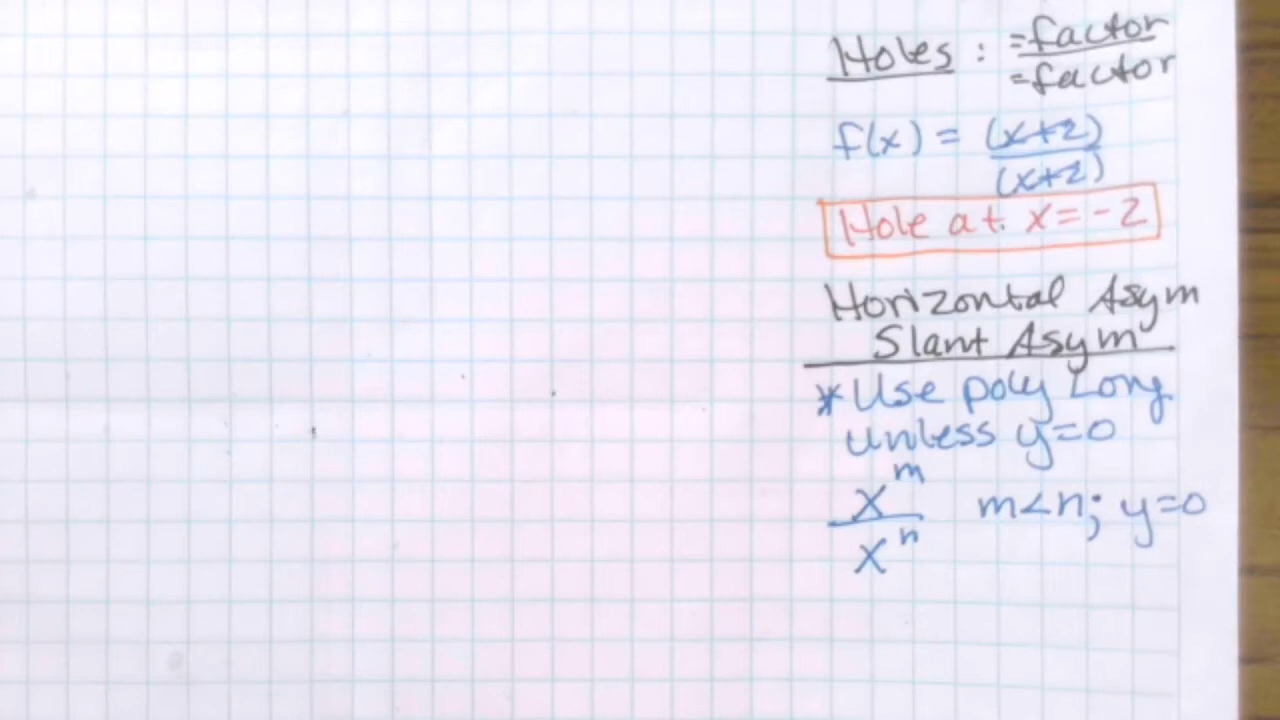 Holes : =factor
=factor
f(x) = (x+2)
(x+2)
Hole at x=-2
Horizontal Asym
Slant Asym
*Use poly Long
unless y=0
x^m
x^n m<n; y=0